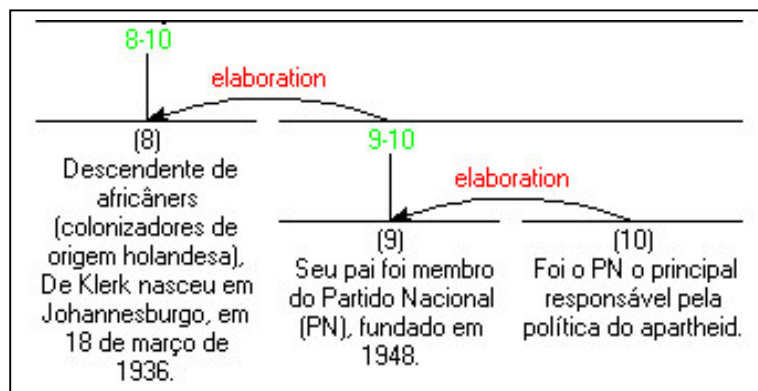 8-10
elaboration
(8)
Descendente de
africâners
(colonizadores de
origem holandesa),
De Klerk nasceu em
Johannesburgo, em
18 de março de
1936.
9-10
elaboration
(9)
Seu pai foi membro
do Partido Nacional
(PN), fundado em
1948.
(10)
Foi o PN o principal
responsável pela
política do apartheid.